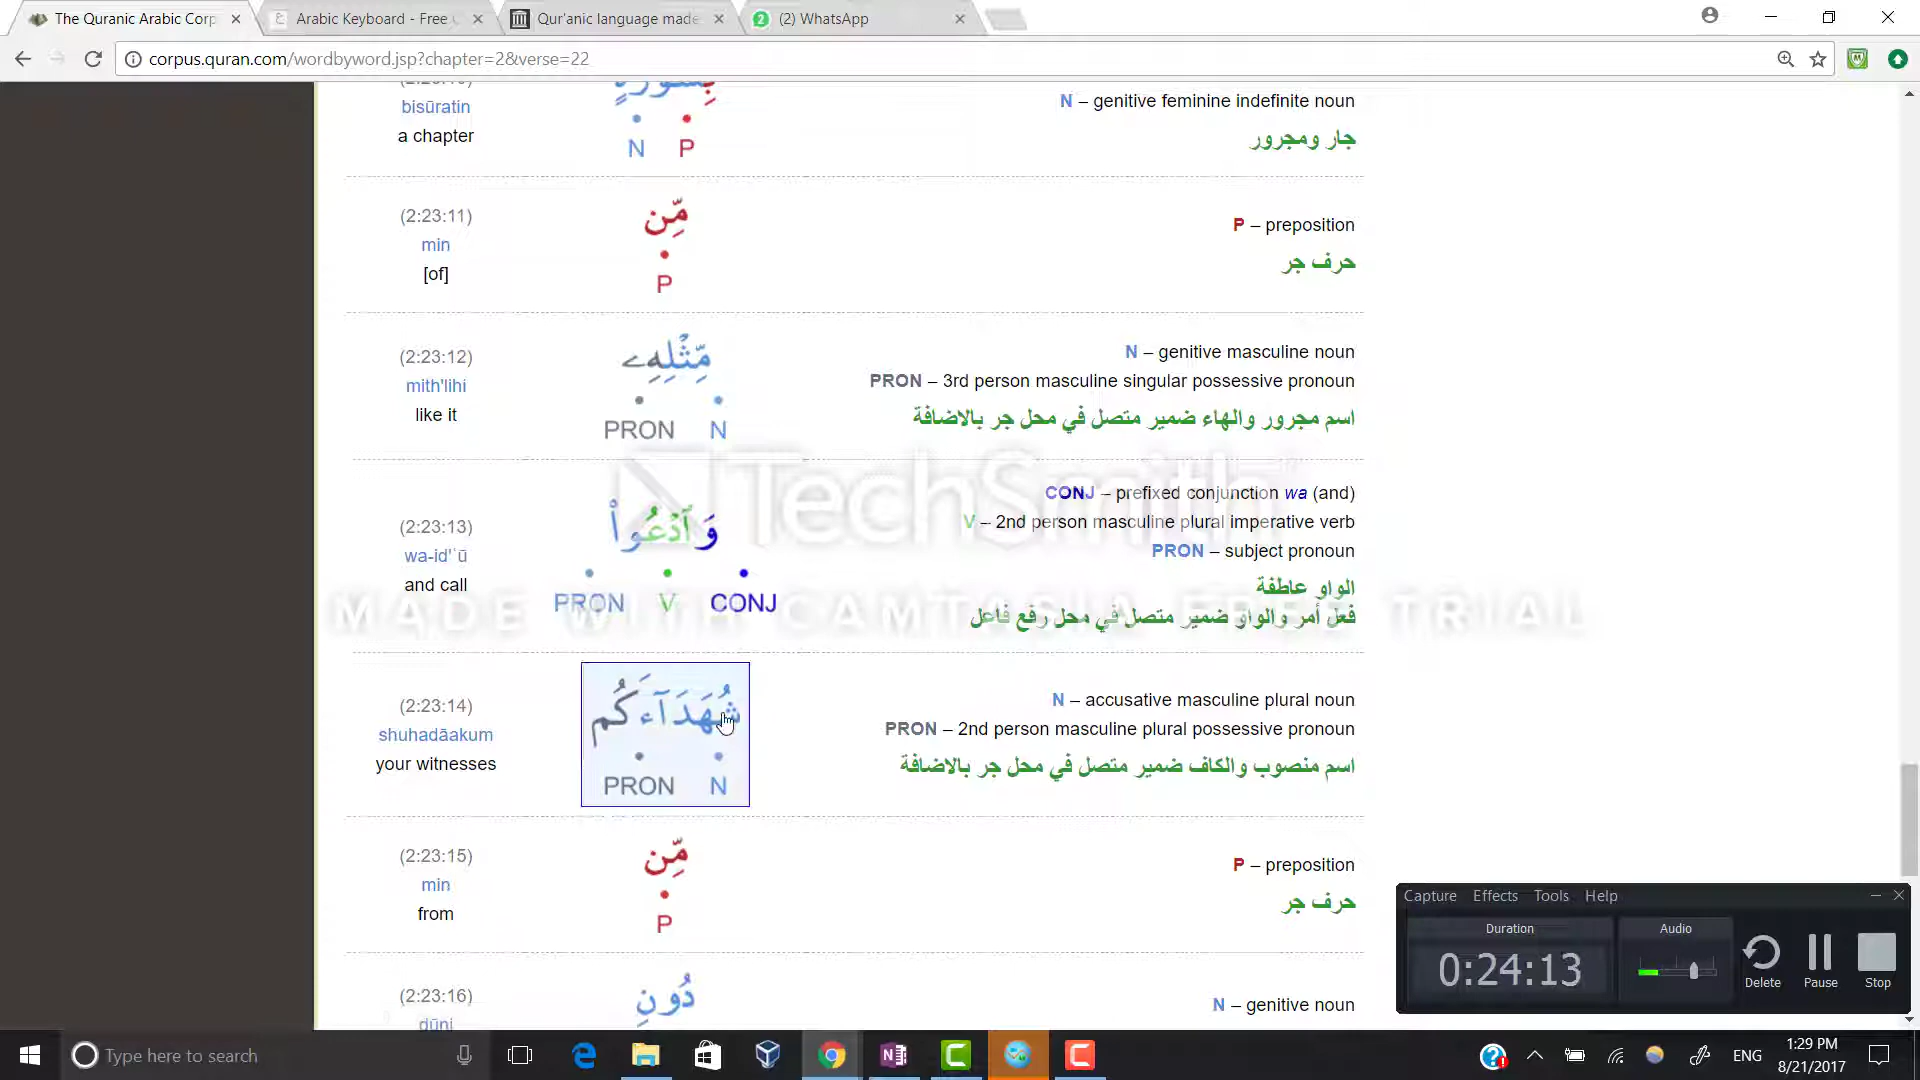 The Quranic Arabic Corp
Arabic Keyboard - Free
Qur'anic language made
(2) WhatsApp
corpus.quran.com/wordbyword.jsp?chapter=2&verse=22
bisūratin
a chapter
بِسُورَةٍ
N P
N – genitive feminine indefinite noun
جار ومجرور
(2:23:11)
min
[of]
مِّن
P
P – preposition
حرف جر
(2:23:12)
mith'lihi
like it
مِّثْلِهِۦ
PRON N
N – genitive masculine noun
PRON – 3rd person masculine singular possessive pronoun
اسم مجرور والهاء ضمير متصل في محل جر بالاضافة
TechSmith
(2:23:13)
wa-id'ʿū
and call
وَٱدْعُوا۟
PRON V CONJ
CONJ – prefixed conjunction wa (and)
V – 2nd person masculine plural imperative verb
PRON – subject pronoun
الواو عاطفة
فعل أمر والواو ضمير متصل في محل رفع فاعل
MADE WITH CAMTASIA FREE TRIAL
(2:23:14)
shuhadāakum
your witnesses
شُهَدَآءَكُم
PRON N
N – accusative masculine plural noun
PRON – 2nd person masculine plural possessive pronoun
اسم منصوب والكاف ضمير متصل في محل جر بالاضافة
(2:23:15)
min
from
مِّن
P
P – preposition
حرف جر
(2:23:16)
dūni
دُونِ
N – genitive noun
Capture Effects Tools Help
Duration
0:24:13
Audio
Delete Pause Stop
Type here to search
ENG
1:29 PM
8/21/2017